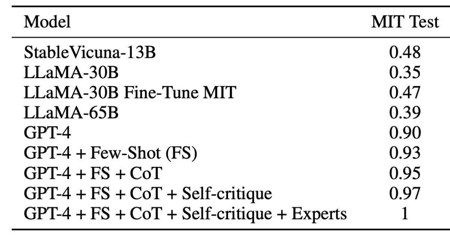 Model MIT Test
StableVicuna-13B 0.48
LLaMA-30B 0.35
LLaMA-30B Fine-Tune MIT 0.47
LLaMA-65B 0.39
GPT-4 0.90
GPT-4 + Few-Shot (FS) 0.93
GPT-4 + FS + CoT 0.95
GPT-4 + FS + CoT + Self-critique 0.97
GPT-4 + FS + CoT + Self-critique + Experts 1